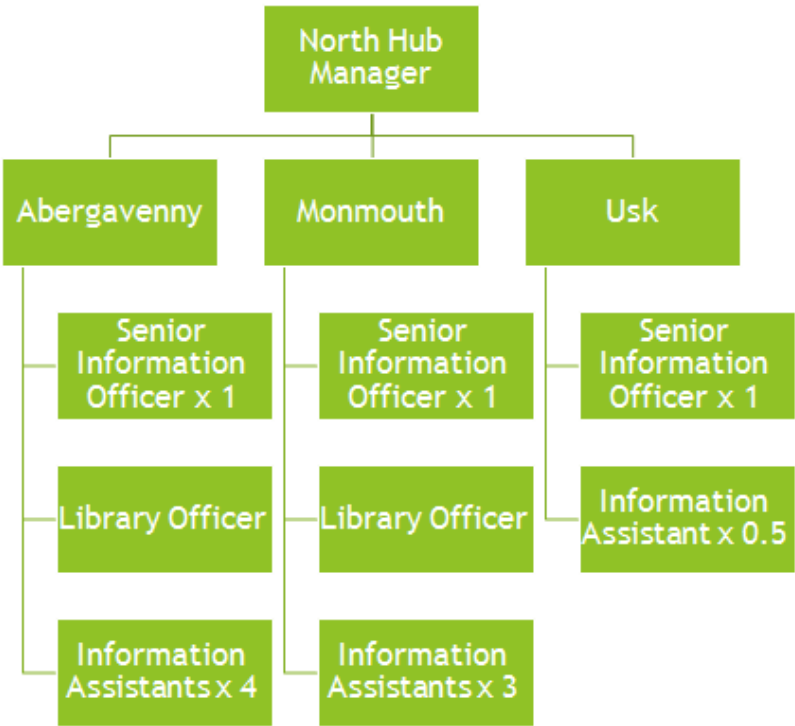 North Hub
Manager
Abergavenny
Monmouth
Usk
Senior
Information
Officer x 1
Library Officer
Information
Assistants x 4
Senior
Information
Officer x 1
Library Officer
Information
Assistants x 3
Senior
Information
Officer x 1
Information
Assistant x 0.5